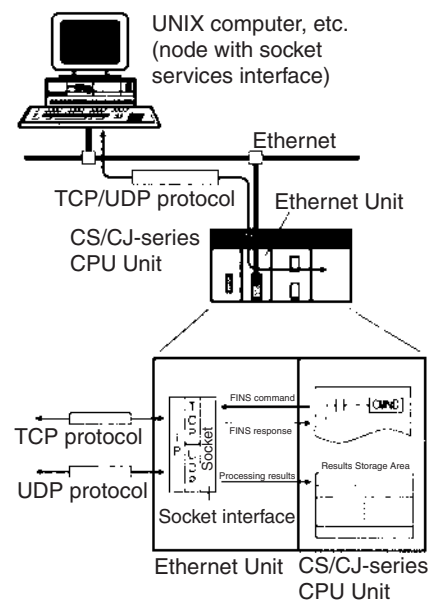 UNIX computer, etc.
(node with socket
services interface)
Ethernet
TCP/UDP protocol
Ethernet Unit
CS/CJ-series
CPU Unit
FINS command
FINS response
Processing results
Results Storage Area
TCP protocol
UDP protocol
Socket
Socket interface
Ethernet Unit
CS/CJ-series
CPU Unit